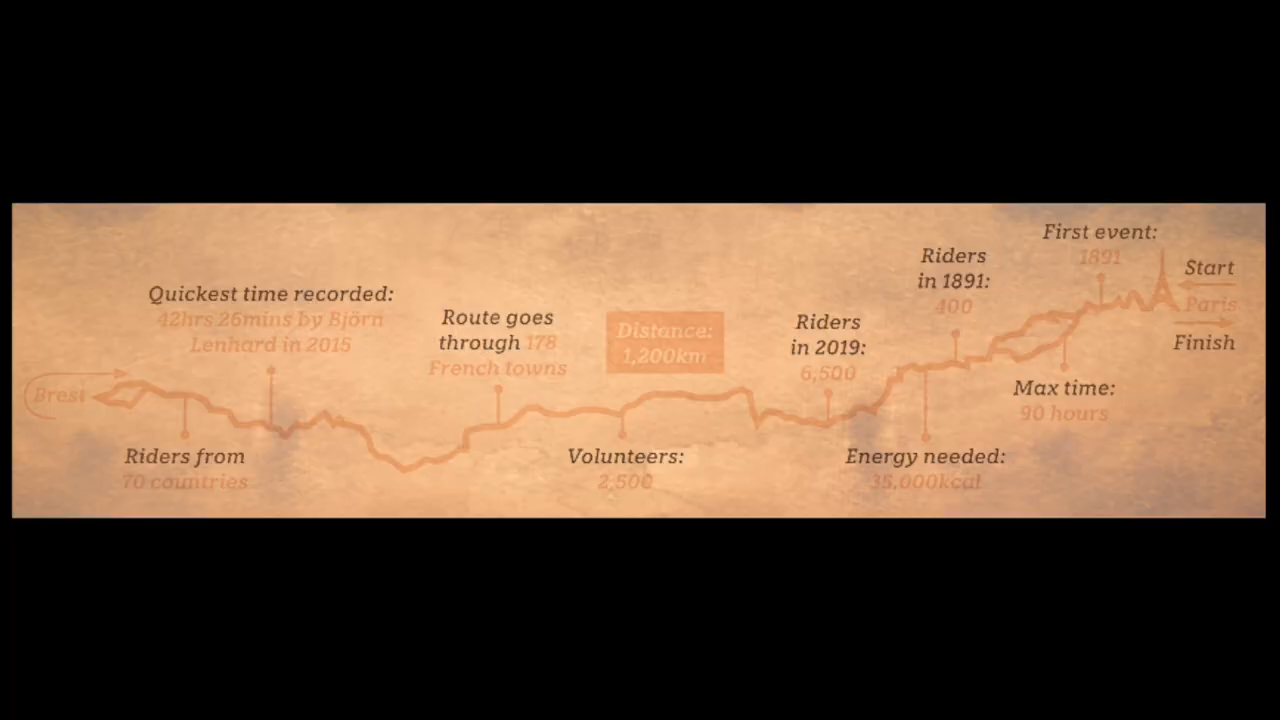 Quickest time recorded:
42hrs 26mins by Björn
Lenhard in 2015
Brest
Riders from
70 countries
Route goes
through 178
French towns
Distance:
1,200km
Volunteers:
2,500
Riders
in 2019:
6,500
Energy needed:
35,000kcal
Riders
in 1891:
400
First event:
1891
Max time:
90 hours
Start
Paris
Finish